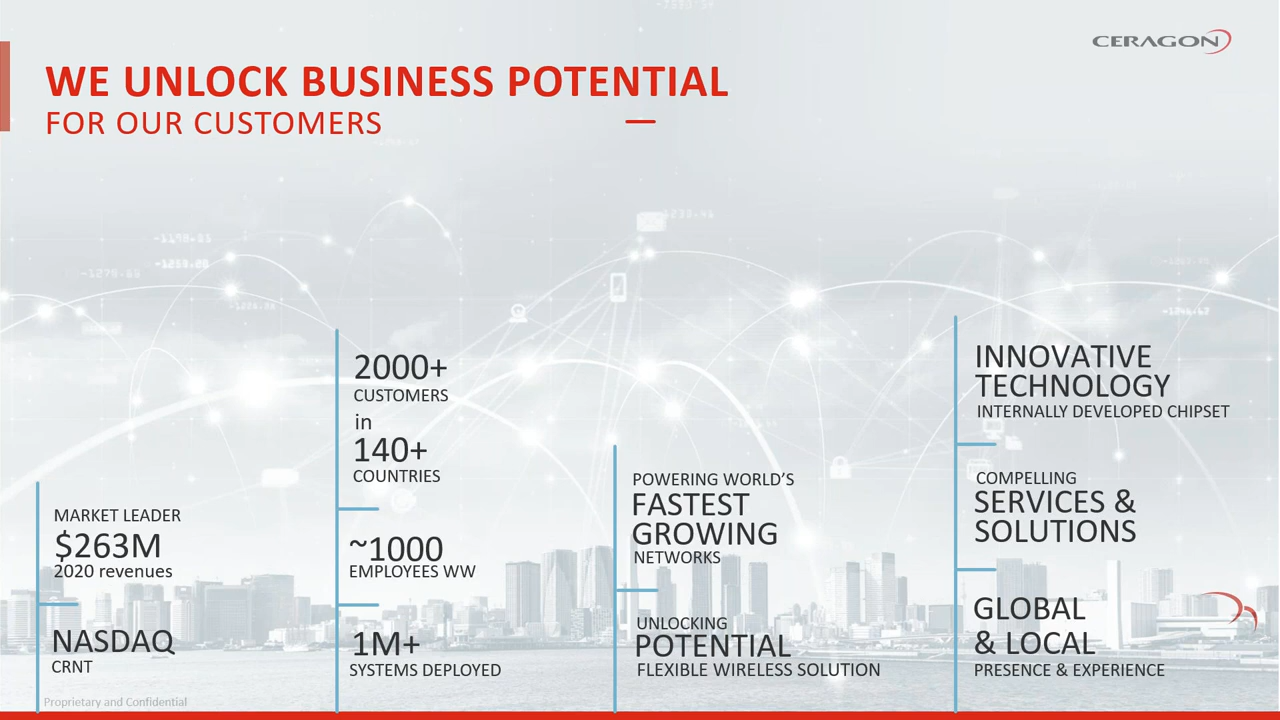 CERAGON
WE UNLOCK BUSINESS POTENTIAL
FOR OUR CUSTOMERS
MARKET LEADER
$263M
2020 revenues
NASDAQ
CRNT
2000+
CUSTOMERS
in
140+
COUNTRIES
~1000
EMPLOYEES WW
1M+
SYSTEMS DEPLOYED
POWERING WORLD'S
FASTEST
GROWING
NETWORKS
UNLOCKING
POTENTIAL
FLEXIBLE WIRELESS SOLUTION
INNOVATIVE
TECHNOLOGY
INTERNALLY DEVELOPED CHIPSET
COMPELLING
SERVICES &
SOLUTIONS
GLOBAL
& LOCAL
PRESENCE & EXPERIENCE
Proprietary and Confidential